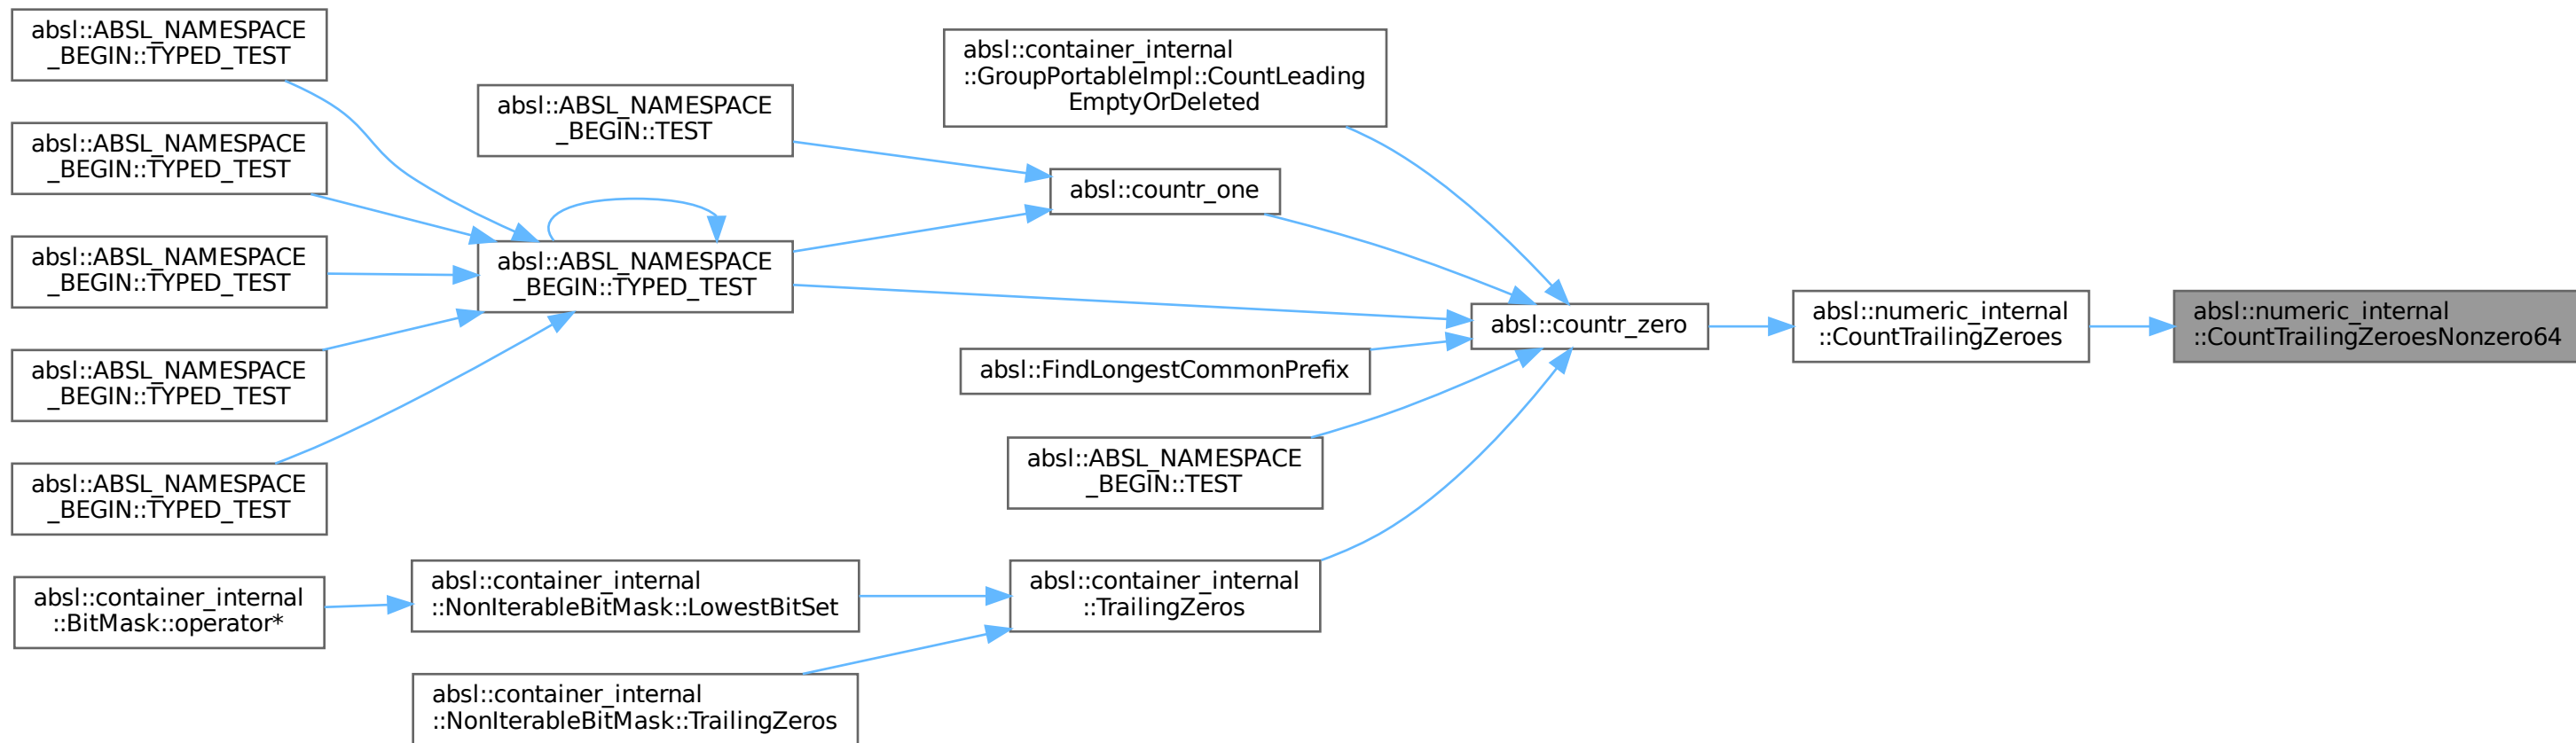 absl::ABSL_NAMESPACE
_BEGIN::TYPED_TEST
absl::ABSL_NAMESPACE
_BEGIN::TYPED_TEST
absl::ABSL_NAMESPACE
_BEGIN::TYPED_TEST
absl::ABSL_NAMESPACE
_BEGIN::TYPED_TEST
absl::ABSL_NAMESPACE
_BEGIN::TYPED_TEST
absl::container_internal
::BitMask::operator*
absl::ABSL_NAMESPACE
_BEGIN::TEST
absl::ABSL_NAMESPACE
_BEGIN::TYPED_TEST
absl::container_internal
::NonIterableBitMask::LowestBitSet
absl::container_internal
::NonIterableBitMask::TrailingZeros
absl::container_internal
::GroupPortableImpl::CountLeading
EmptyOrDeleted
absl::countr_one
absl::FindLongestCommonPrefix
absl::ABSL_NAMESPACE
_BEGIN::TEST
absl::container_internal
::TrailingZeros
absl::countr_zero
absl::numeric_internal
::CountTrailingZeroes
absl::numeric_internal
::CountTrailingZeroesNonzero64